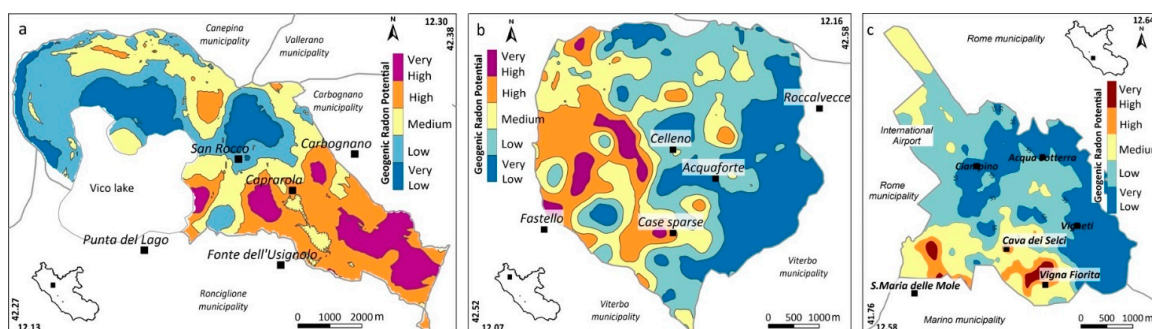 a
Canepina
municipality
Vallerano
municipality
N
12.30
42.38
Geogenic Radon Potential
Very
High
High
Medium
Low
Very
Low
Carbognano
municipality
San Rocco
Carbognano
Vico lake
Caprarola
Punta del Lago
Fonte dell'Usignolo
Ronciglione
municipality
42.27
12.13
0 1000 2000 m
b
N
12.16
42.58
Geogenic Radon Potential
Very
High
High
Medium
Low
Very
Low
Roccalvecce
Celleno
Acquaforte
Fastello
Case sparse
Viterbo
municipality
Viterbo
municipality
42.52
12.07
0 1000 2000 m
c
N
12.64
Rome municipality
Geogenic Radon Potential
Very
High
High
Medium
Low
Very
Low
International
Airport
Ciampino
Acqua Sotterra
Rome
municipality
Vigneti
Cava dei Selci
Vigna Fiorita
S.Maria delle Mole
41.76
12.58
Marino municipality
0 1000 m